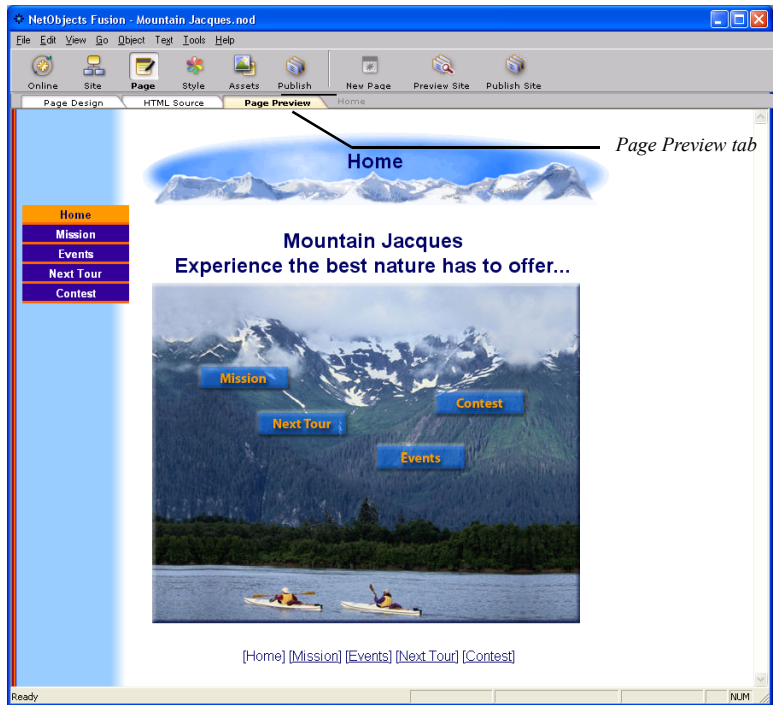 NetObjects Fusion - Mountain Jacques.nod
File Edit View Go Object Text Tools Help
Online Site Page Style Assets Publish New Page Preview Site Publish Site
Page Design HTML Source Page Preview Home
Page Preview tab
Home
Home
Mission
Events
Next Tour
Contest
Mountain Jacques
Experience the best nature has to offer...
Mission
Contest
Next Tour
Events
[Home] [Mission] [Events] [Next Tour] [Contest]
Ready NUM